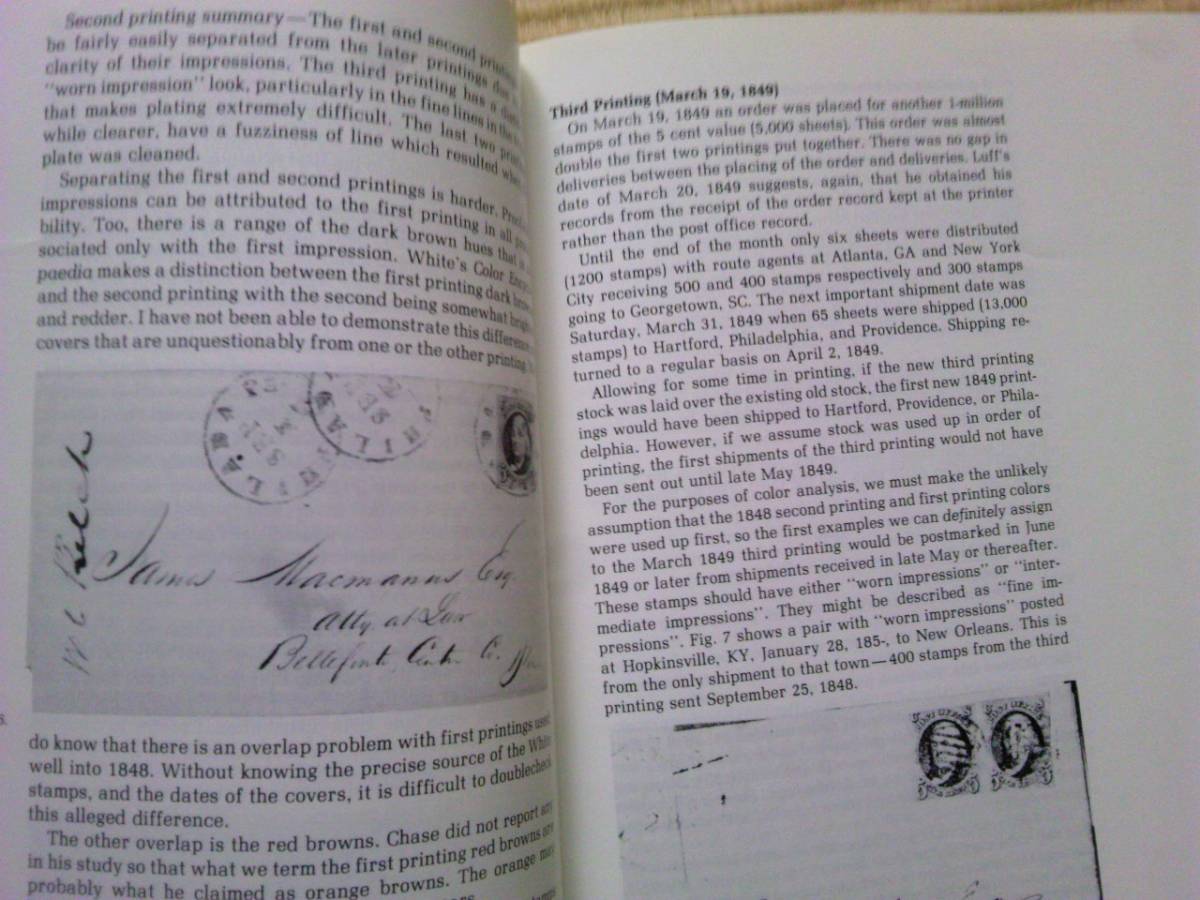 Second printing summary—The first and second printings
be fairly easily separated from the later printings due
clarity of their impressions. The third printing has a
"worn impression" look, particularly in the fine lines in the
that makes plating extremely difficult. The last two
while clearer, have a fuzziness of line which resulted when
plate was cleaned.
Separating the first and second printings is harder.
impressions can be attributed to the first printing in all
bility. Too, there is a range of the dark brown hues that
sociated only with the first impression. White's Color
paedia makes a distinction between the first printing dark
and the second printing with the second being somewhat
and redder. I have not been able to demonstrate this
covers that are unquestionably from one or the other printing
PHILA
SEP
James Macmanus Esq.
Atty. at Law
do know that there is an overlap problem with first printings used
well into 1848. Without knowing the precise source of the White
stamps, and the dates of the covers, it is difficult to doublecheck
this alleged difference.
The other overlap is the red browns. Chase did not report any
in his study so that what we term the first printing red browns are
probably what he claimed as orange browns. The orange
Third Printing (March 19, 1849)
On March 19, 1849 an order was placed for another 1-million
stamps of the 5 cent value (5,000 sheets). This order was almost
double the first two printings put together. There was no gap in
deliveries between the placing of the order and deliveries. Luff's
date of March 20, 1849 suggests, again, that he obtained his
records from the receipt of the order record kept at the printer
rather than the post office record.
Until the end of the month only six sheets were distributed
(1200 stamps) with route agents at Atlanta, GA and New York
City receiving 500 and 400 stamps respectively and 300 stamps
going to Georgetown, SC. The next important shipment date was
Saturday, March 31, 1849 when 65 sheets were shipped (13,000
stamps) to Hartford, Philadelphia, and Providence. Shipping re-
turned to a regular basis on April 2, 1849.
Allowing for some time in printing, if the new third printing
stock was laid over the existing old stock, the first new 1849 print-
ings would have been shipped to Hartford, Providence, or Phila-
delphia. However, if we assume stock was used up in order of
printing, the first shipments of the third printing would not have
been sent out until late May 1849.
For the purposes of color analysis, we must make the unlikely
assumption that the 1848 second printing and first printing colors
were used up first, so the first examples we can definitely assign
to the March 1849 third printing would be postmarked in June
1849 or later from shipments received in late May or thereafter.
These stamps should have either "worn impressions" or "inter-
mediate impressions". They might be described as "fine im-
pressions". Fig. 7 shows a pair with "worn impressions" posted
at Hopkinsville, KY, January 28, 185-, to New Orleans. This is
from the only shipment to that town—400 stamps from the third
printing sent September 25, 1848.
POST OFFICE